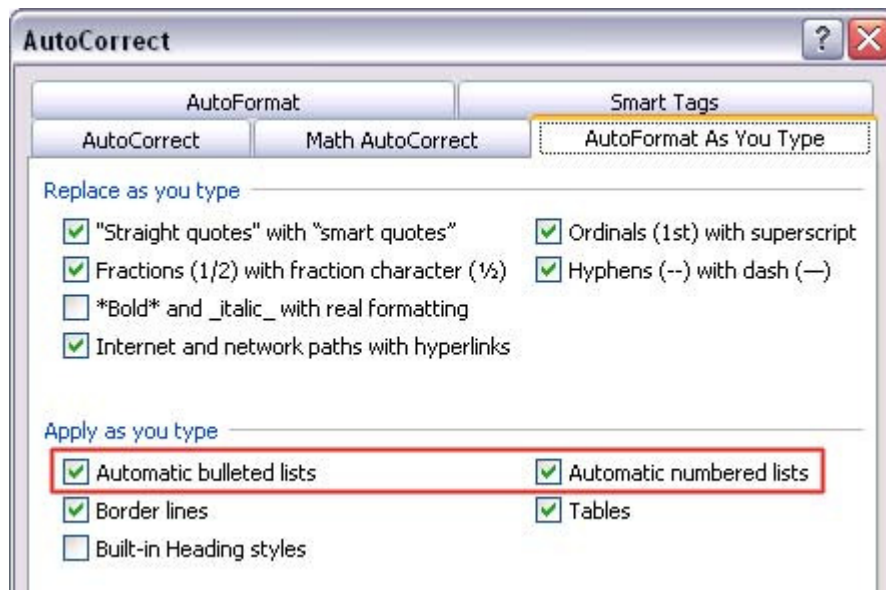 AutoCorrect
AutoFormat Smart Tags
AutoCorrect Math AutoCorrect AutoFormat As You Type
Replace as you type
"Straight quotes" with “smart quotes” Ordinals (1st) with superscript
Fractions (1/2) with fraction character (½) Hyphens (--) with dash (—)
*Bold* and _italic_ with real formatting
Internet and network paths with hyperlinks
Apply as you type
Automatic bulleted lists Automatic numbered lists
Border lines Tables
Built-in Heading styles